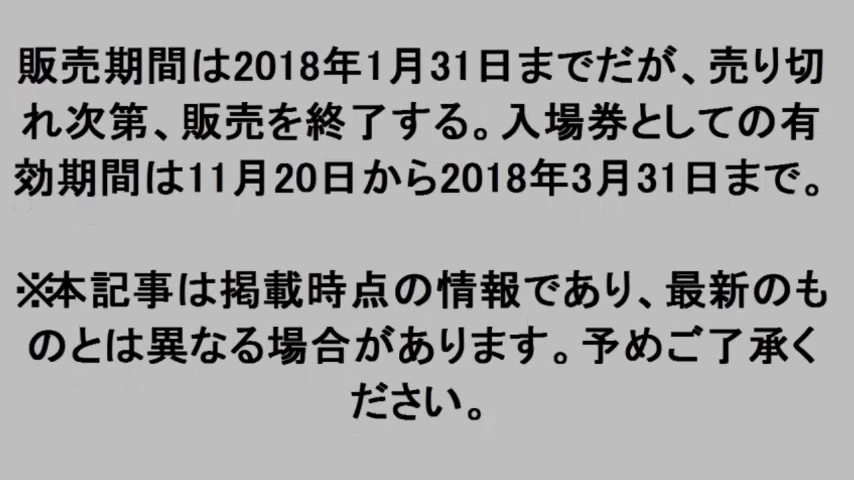 販売期間は2018年1月31日までだが、売り切
れ次第、販売を終了する。入場券としての有
効期間は11月20日から2018年3月31日まで。
※本記事は掲載時点の情報であり、最新のも
のとは異なる場合があります。予めご了承く
ださい。